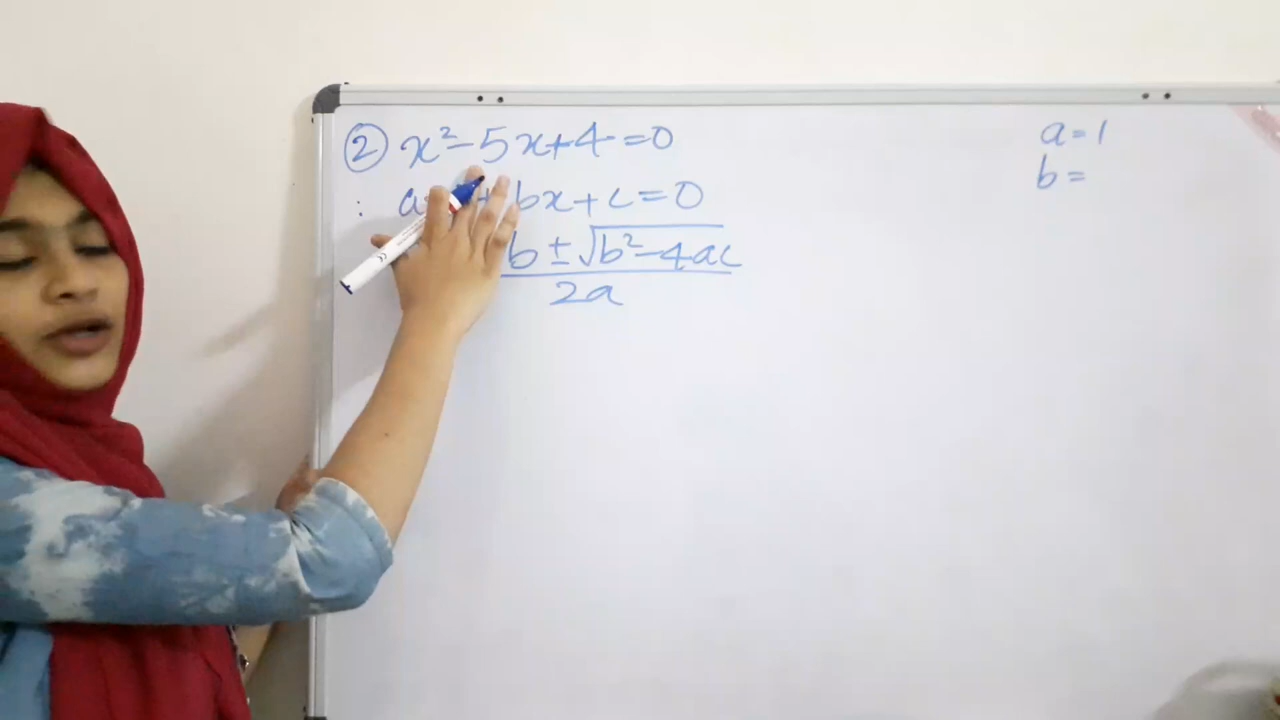 ② x²-5x+4=0
a=1
: a + bx+c=0
b=
b ± √b²-4ac
2a